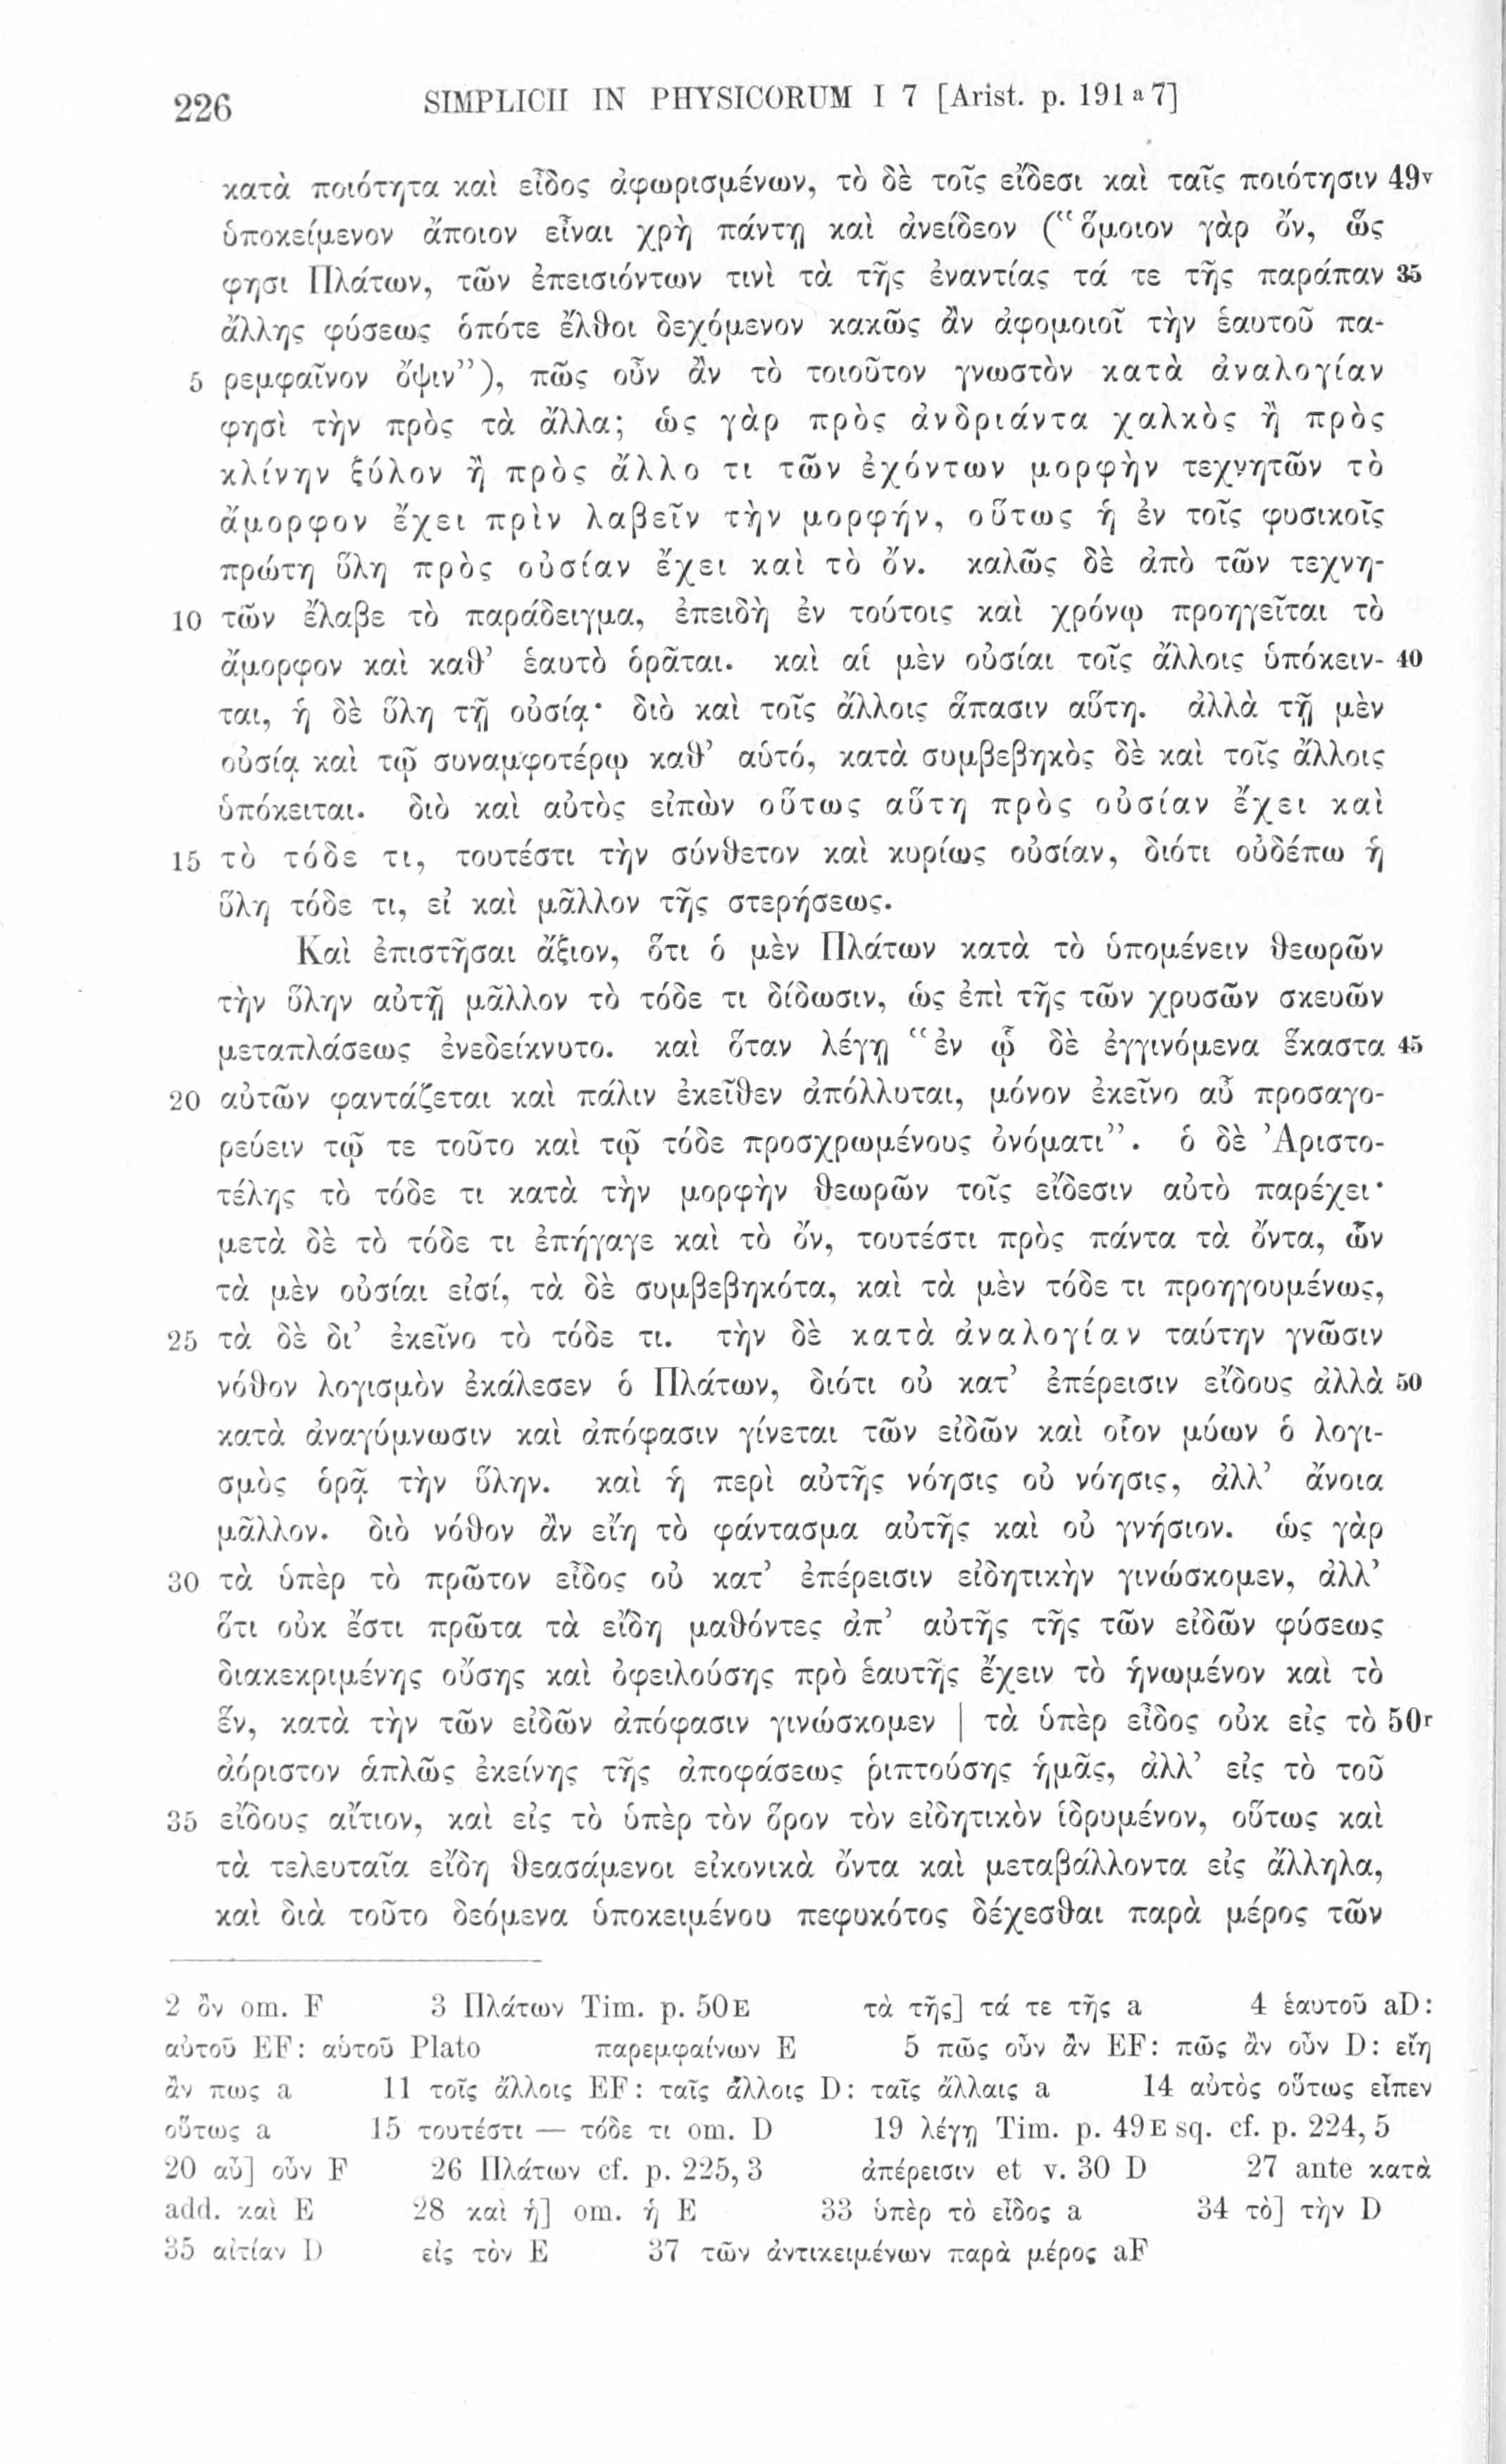 226 SIMPLICII IN PHYSICORUM I 7 [Arist. p. 191 a 7]
κατὰ ποιότητα καὶ εἶδος ἀφωρισμένων, τὸ δὲ τοῖς εἴδεσι καὶ ταῖς ποιότησιν 49v
ὑποκείμενον ἄποιον εἶναι χρὴ πάντῃ καὶ ἀνείδεον (“ὅμοιον γὰρ ὄν, ὥς
φησι Πλάτων, τῶν ἐπεισιόντων τινὶ τὰ τῆς ἐναντίας τά τε τῆς παράπαν 35
ἄλλης φύσεως ὁπότε ἔλθοι δεχόμενον κακῶς ἂν ἀφομοιοῖ τὴν ἑαυτοῦ πα-
5 ρεμφαῖνον ὄψιν”), πῶς οὖν ἂν τὸ τοιοῦτον γνωστὸν κατὰ ἀναλογίαν
φησὶ τὴν πρὸς τὰ ἄλλα; ὡς γὰρ πρὸς ἀνδριάντα χαλκὸς ἢ πρὸς
κλίνην ξύλον ἢ πρὸς ἄλλο τι τῶν ἐχόντων μορφὴν τεχνητῶν τὸ
ἄμορφον ἔχει πρὶν λαβεῖν τὴν μορφήν, οὕτως ἡ ἐν τοῖς φυσικοῖς
πρώτη ὕλη πρὸς οὐσίαν ἔχει καὶ τὸ ὄν. καλῶς δὲ ἀπὸ τῶν τεχνη-
10 τῶν ἔλαβε τὸ παράδειγμα, ἐπειδὴ ἐν τούτοις καὶ χρόνῳ προηγεῖται τὸ
ἄμορφον καὶ καθ’ ἑαυτὸ ὁρᾶται. καὶ αἱ μὲν οὐσίαι τοῖς ἄλλοις ὑπόκειν- 40
ται, ἡ δὲ ὕλη τῇ οὐσίᾳ· διὸ καὶ τοῖς ἄλλοις ἅπασιν αὕτη. ἀλλὰ τῇ μὲν
οὐσίᾳ καὶ τῷ συναμφοτέρῳ καθ’ αὑτό, κατὰ συμβεβηκὸς δὲ καὶ τοῖς ἄλλοις
ὑπόκειται. διὸ καὶ αὐτὸς εἰπὼν οὕτως αὕτη πρὸς οὐσίαν ἔχει καὶ
15 τὸ τόδε τι, τουτέστι τὴν σύνθετον καὶ κυρίως οὐσίαν, διότι οὐδέπω ἡ
ὕλη τόδε τι, εἰ καὶ μᾶλλον τῆς στερήσεως.
Καὶ ἐπιστῆσαι ἄξιον, ὅτι ὁ μὲν Πλάτων κατὰ τὸ ὑπομένειν θεωρῶν
τὴν ὕλην αὐτῇ μᾶλλον τὸ τόδε τι δίδωσιν, ὡς ἐπὶ τῆς τῶν χρυσῶν σκευῶν
μεταπλάσεως ἐνεδείκνυτο. καὶ ὅταν λέγῃ “ἐν ᾧ δὲ ἐγγινόμενα ἕκαστα 45
20 αὐτῶν φαντάζεται καὶ πάλιν ἐκεῖθεν ἀπόλλυται, μόνον ἐκεῖνο αὖ προσαγο-
ρεύειν τῷ τε τοῦτο καὶ τῷ τόδε προσχρωμένους ὀνόματι”. ὁ δὲ Ἀριστο-
τέλης τὸ τόδε τι κατὰ τὴν μορφὴν θεωρῶν τοῖς εἴδεσιν αὐτὸ παρέχει·
μετὰ δὲ τὸ τόδε τι ἐπήγαγε καὶ τὸ ὄν, τουτέστι πρὸς πάντα τὰ ὄντα, ὧν
τὰ μὲν οὐσίαι εἰσί, τὰ δὲ συμβεβηκότα, καὶ τὰ μὲν τόδε τι προηγουμένως,
25 τὰ δὲ δι’ ἐκεῖνο τὸ τόδε τι. τὴν δὲ κατὰ ἀναλογίαν ταύτην γνῶσιν
νόθον λογισμὸν ἐκάλεσεν ὁ Πλάτων, διότι οὐ κατ’ ἐπέρεισιν εἴδους ἀλλὰ 50
κατὰ ἀναγύμνωσιν καὶ ἀπόφασιν γίνεται τῶν εἰδῶν καὶ οἷον μύων ὁ λογι-
σμὸς ὁρᾷ τὴν ὕλην. καὶ ἡ περὶ αὐτῆς νόησις οὐ νόησις, ἀλλ’ ἄνοια
μᾶλλον. διὸ νόθον ἂν εἴη τὸ φάντασμα αὐτῆς καὶ οὐ γνήσιον. ὡς γὰρ
30 τὰ ὑπὲρ τὸ πρῶτον εἶδος οὐ κατ’ ἐπέρεισιν εἰδητικὴν γινώσκομεν, ἀλλ’
ὅτι οὐκ ἔστι πρῶτα τὰ εἴδη μαθόντες ἀπ’ αὐτῆς τῆς τῶν εἰδῶν φύσεως
διακεκριμένης οὔσης καὶ ὀφειλούσης πρὸ ἑαυτῆς ἔχειν τὸ ἡνωμένον καὶ τὸ
ἕν, κατὰ τὴν τῶν εἰδῶν ἀπόφασιν γινώσκομεν | τὰ ὑπὲρ εἶδος οὐκ εἰς τὸ 50r
ἀόριστον ἁπλῶς ἐκείνης τῆς ἀποφάσεως ῥιπτούσης ἡμᾶς, ἀλλ’ εἰς τὸ τοῦ
35 εἴδους αἴτιον, καὶ εἰς τὸ ὑπὲρ τὸν ὅρον τὸν εἰδητικὸν ἱδρυμένον, οὕτως καὶ
τὰ τελευταῖα εἴδη θεασάμενοι εἰκονικὰ ὄντα καὶ μεταβάλλοντα εἰς ἄλληλα,
καὶ διὰ τοῦτο δεόμενα ὑποκειμένου πεφυκότος δέχεσθαι παρὰ μέρος τῶν
2 ὄν om. F 3 Πλάτων Tim. p. 50E τὰ τῆς] τά τε τῆς a 4 ἑαυτοῦ aD:
αὐτοῦ EF: αὑτοῦ Plato παρεμφαίνων E 5 πῶς οὖν ἂν EF: πῶς ἂν οὖν D: εἴη
ἄν πως a 11 τοῖς ἄλλοις EF: ταῖς ἄλλοις D: ταῖς ἄλλαις a 14 αὐτὸς οὕτως εἶπεν
οὕτως a 15 τουτέστι — τόδε τι om. D 19 λέγῃ Tim. p. 49E sq. cf. p. 224, 5
20 αὖ] οὖν F 26 Πλάτων cf. p. 225, 3 ἀπέρεισιν et v. 30 D 27 ante κατὰ
add. καὶ E 28 καὶ ἡ] om. ἡ E 33 ὑπὲρ τὸ εἶδος a 34 τὸ] τὴν D
35 αἰτίαν D εἰς τὸν E 37 τῶν ἀντικειμένων παρὰ μέρος aF